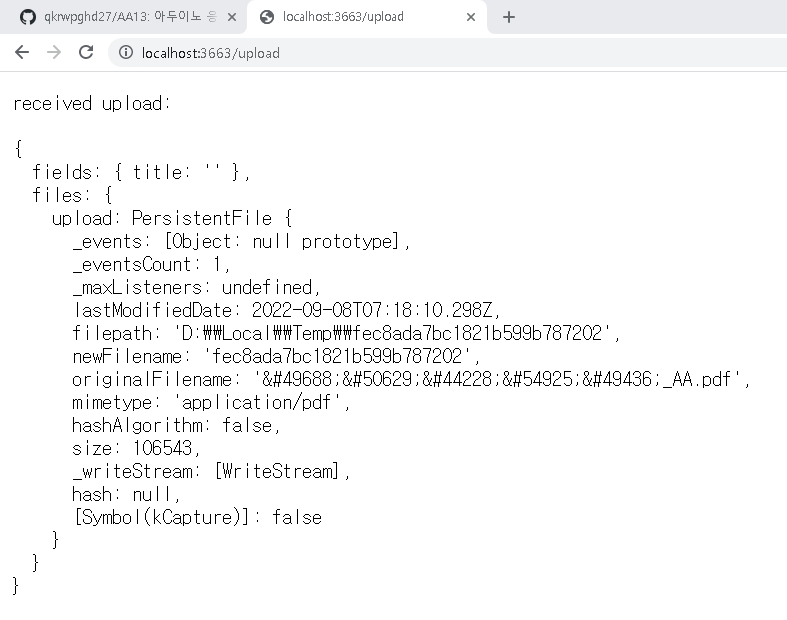 qkrwpghd27/AA13: 아두이노 응
localhost:3663/upload
localhost:3663/upload
received upload:
{
fields: { title: '' },
files: {
upload: PersistentFile {
_events: [Object: null prototype],
_eventsCount: 1,
_maxListeners: undefined,
lastModifiedDate: 2022-09-08T07:18:10.298Z,
filepath: 'D:₩₩Local₩₩Temp₩₩fec8ada7bc1821b599b787202',
newFilename: 'fec8ada7bc1821b599b787202',
originalFilename: '&#49688;&#50629;&#44228;&#54925;&#49436;_AA.pdf',
mimetype: 'application/pdf',
hashAlgorithm: false,
size: 106543,
_writeStream: [WriteStream],
hash: null,
[Symbol(kCapture)]: false
}
}
}